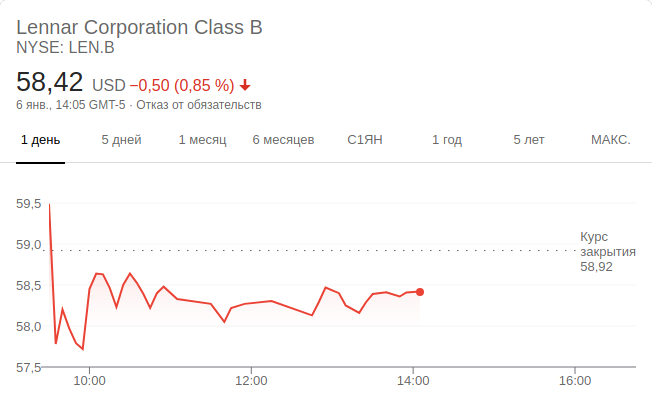 Lennar Corporation Class B
NYSE: LEN.B
58,42 USD −0,50 (0,85 %)
6 янв., 14:05 GMT-5 · Отказ от обязательств
1 день 5 дней 1 месяц 6 месяцев С1ЯН 1 год 5 лет МАКС.
59,5
59,0
58,5
58,0
57,5
Курс
закрытия
58,92
10:00 12:00 14:00 16:00